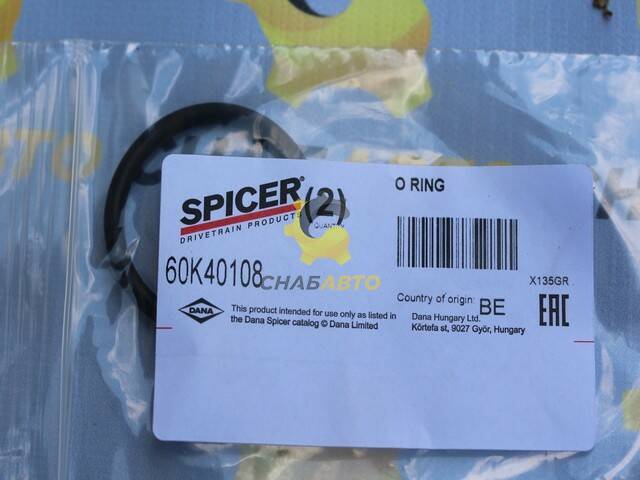 SPICER®
DRIVETRAIN PRODUCTS
(2)
QUANTITY
O RING
60K40108
СНАБАВТО
X135GR
Country of origin: BE
EAC
DANA
This product intended for use only as listed in
the Dana Spicer catalog © Dana Limited
Dana Hungary Ltd.
Körtefa st, 9027 Győr, Hungary